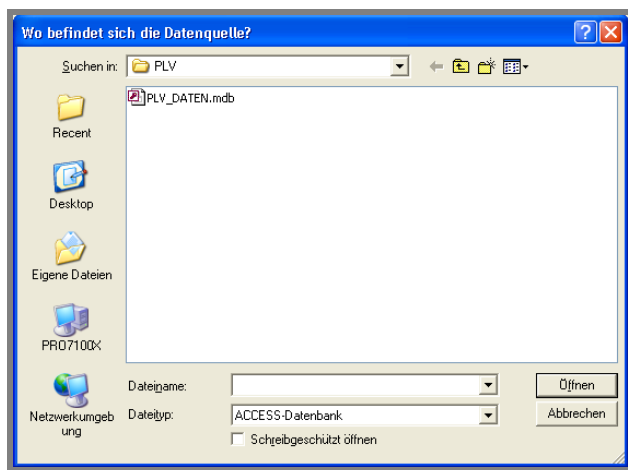 Wo befindet sich die Datenquelle?
Suchen in: PLV
PLV_DATEN.mdb
Recent
Desktop
Eigene Dateien
PRO7100X
Netzwerkumgeb
ung
Dateiname:
Öffnen
Dateityp: ACCESS-Datenbank
Abbrechen
Schreibgeschützt öffnen